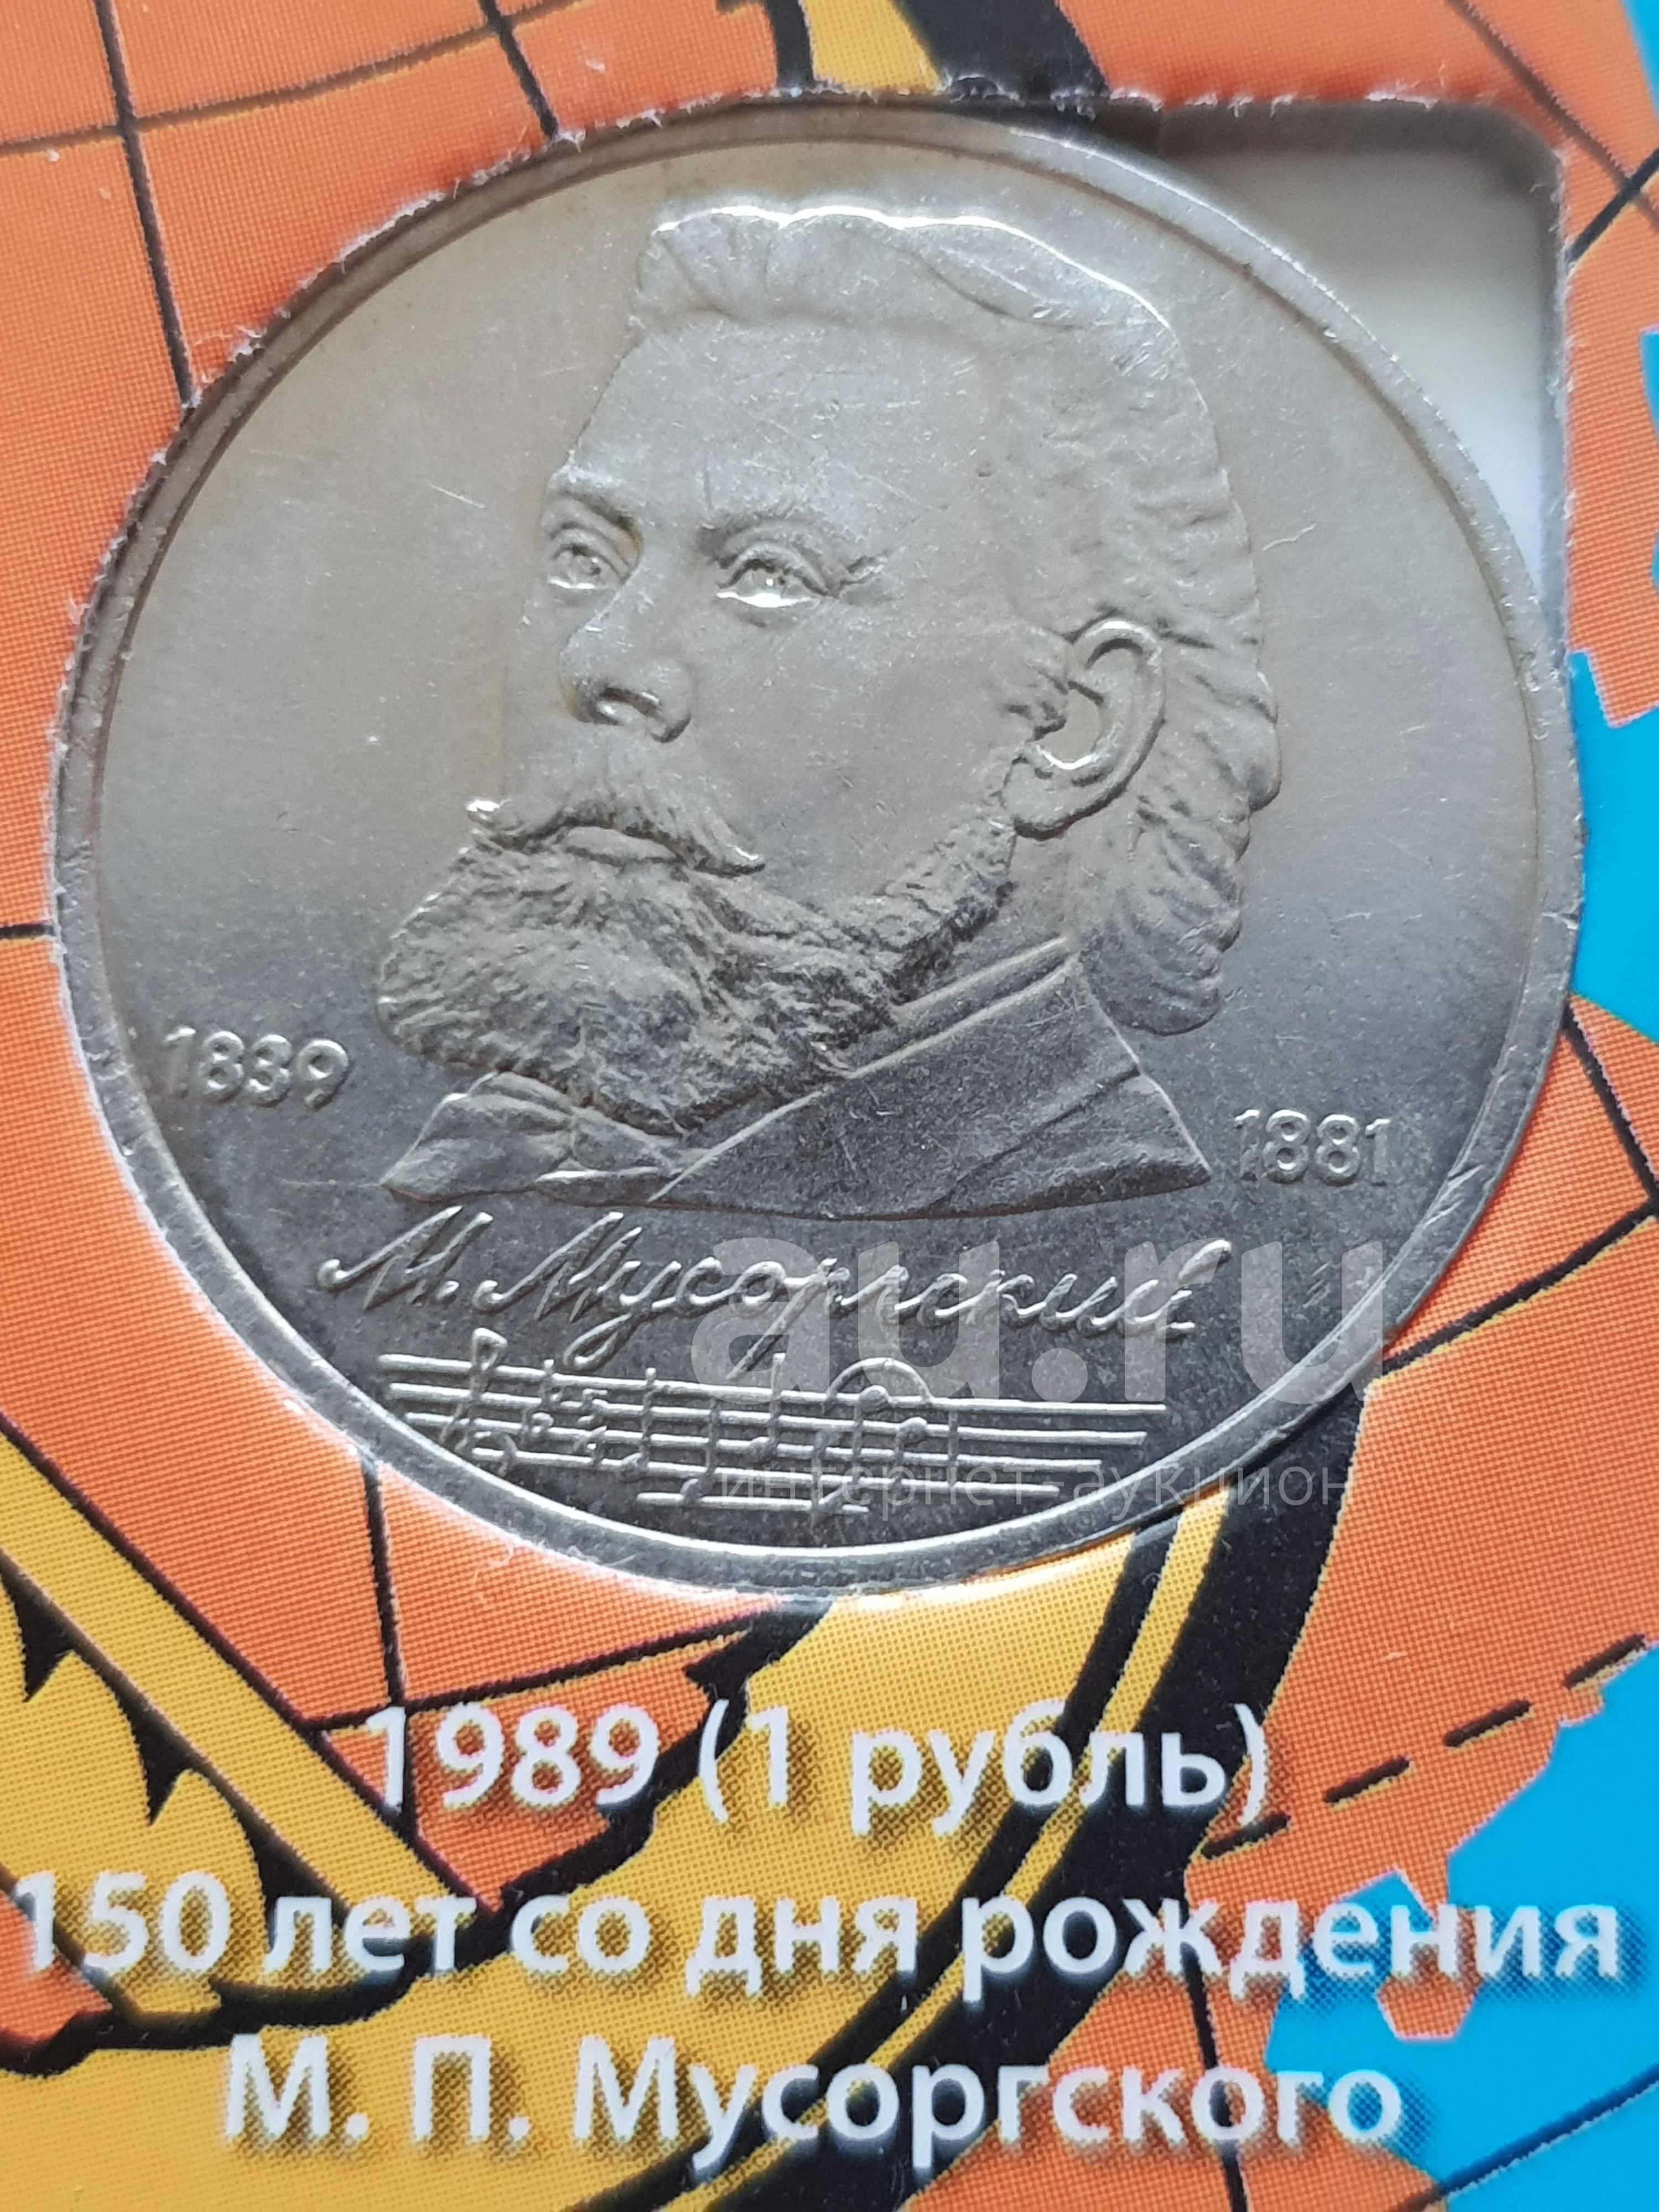 1839
1881
М. Мусоргский
au.ru
интернет-аукцион
1989 (1 рубль)
150 лет со дня рождения
М. П. Мусоргского